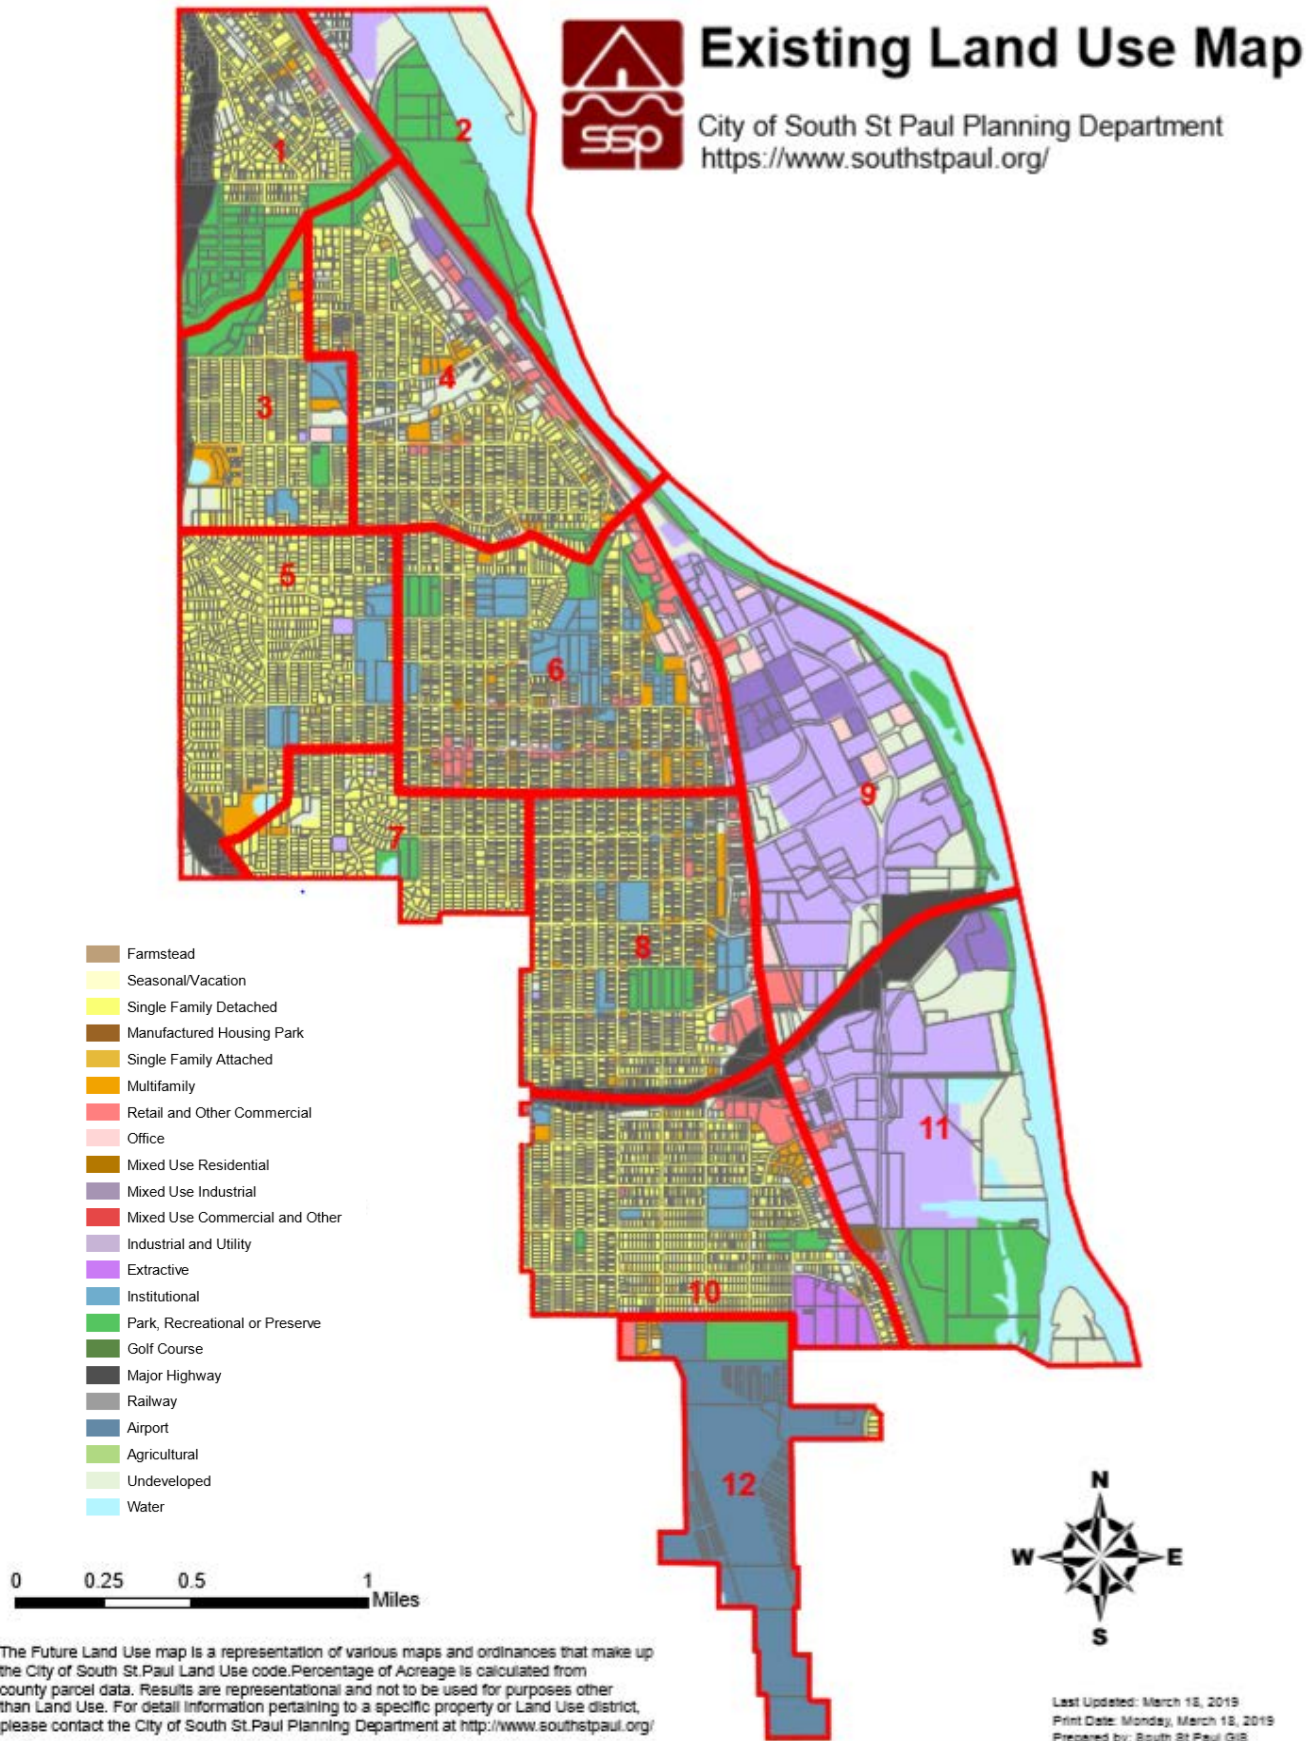 Existing Land Use Map
ssp
City of South St Paul Planning Department
https://www.southstpaul.org/
1
2
3
4
5
6
7
8
9
10
11
12
Farmstead
Seasonal/Vacation
Single Family Detached
Manufactured Housing Park
Single Family Attached
Multifamily
Retail and Other Commercial
Office
Mixed Use Residential
Mixed Use Industrial
Mixed Use Commercial and Other
Industrial and Utility
Extractive
Institutional
Park, Recreational or Preserve
Golf Course
Major Highway
Railway
Airport
Agricultural
Undeveloped
Water
0 0.25 0.5 1
Miles
N
W E
S
The Future Land Use map is a representation of various maps and ordinances that make up
the City of South St.Paul Land Use code.Percentage of Acreage is calculated from
county parcel data. Results are representational and not to be used for purposes other
than Land Use. For detail information pertaining to a specific property or Land Use district,
please contact the City of South St.Paul Planning Department at http://www.southstpaul.org/
Last Updated: March 18, 2019
Print Date: Monday, March 18, 2019
Prepared by: South St Paul GIS